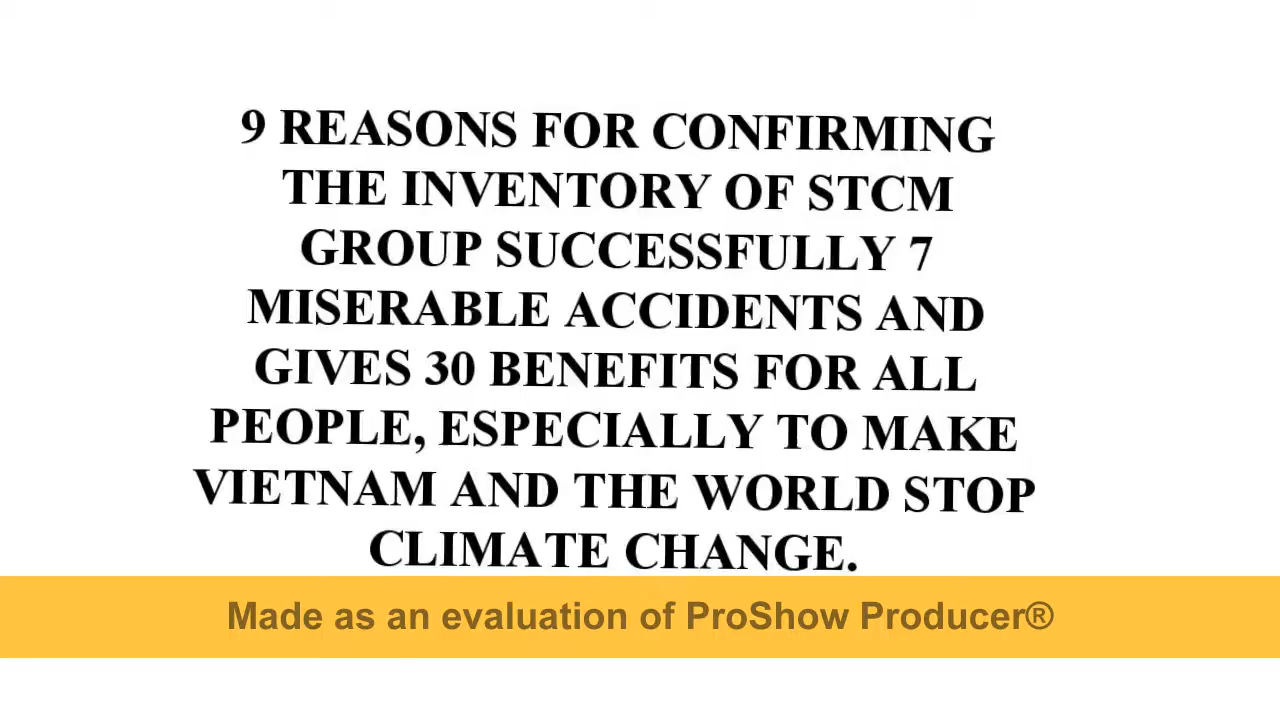 9 REASONS FOR CONFIRMING
THE INVENTORY OF STCM
GROUP SUCCESSFULLY 7
MISERABLE ACCIDENTS AND
GIVES 30 BENEFITS FOR ALL
PEOPLE, ESPECIALLY TO MAKE
VIETNAM AND THE WORLD STOP
CLIMATE CHANGE.
Made as an evaluation of ProShow Producer®